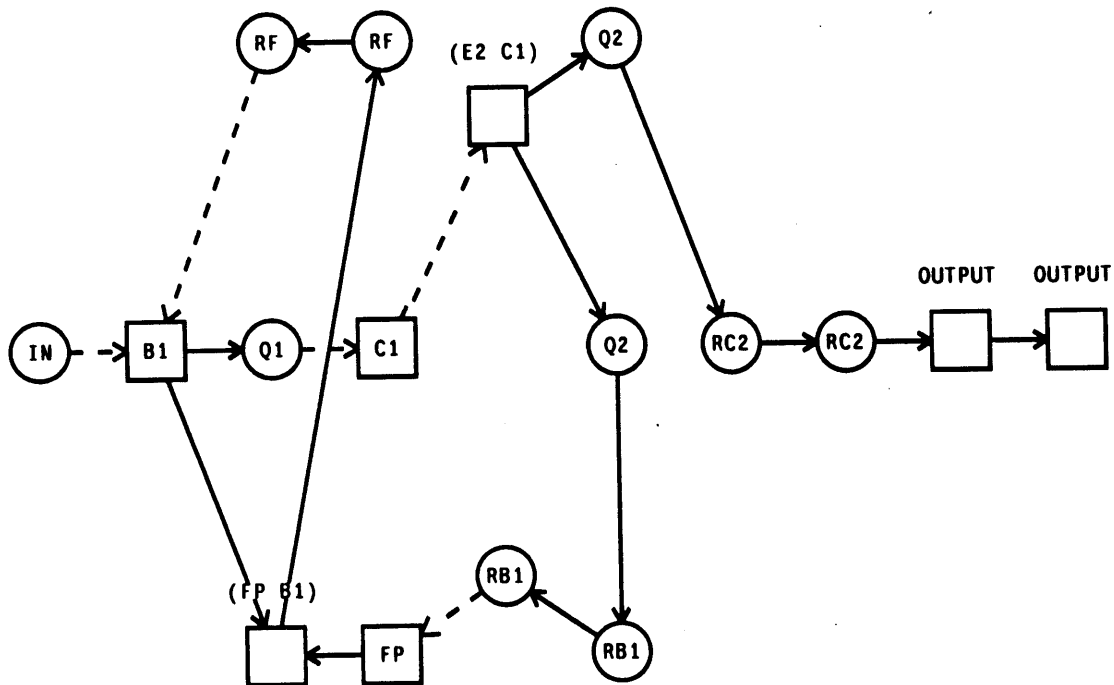 RF
RF
(E2 C1)
Q2
OUTPUT
OUTPUT
IN
B1
Q1
C1
Q2
RC2
RC2
(FP B1)
RB1
FP
RB1